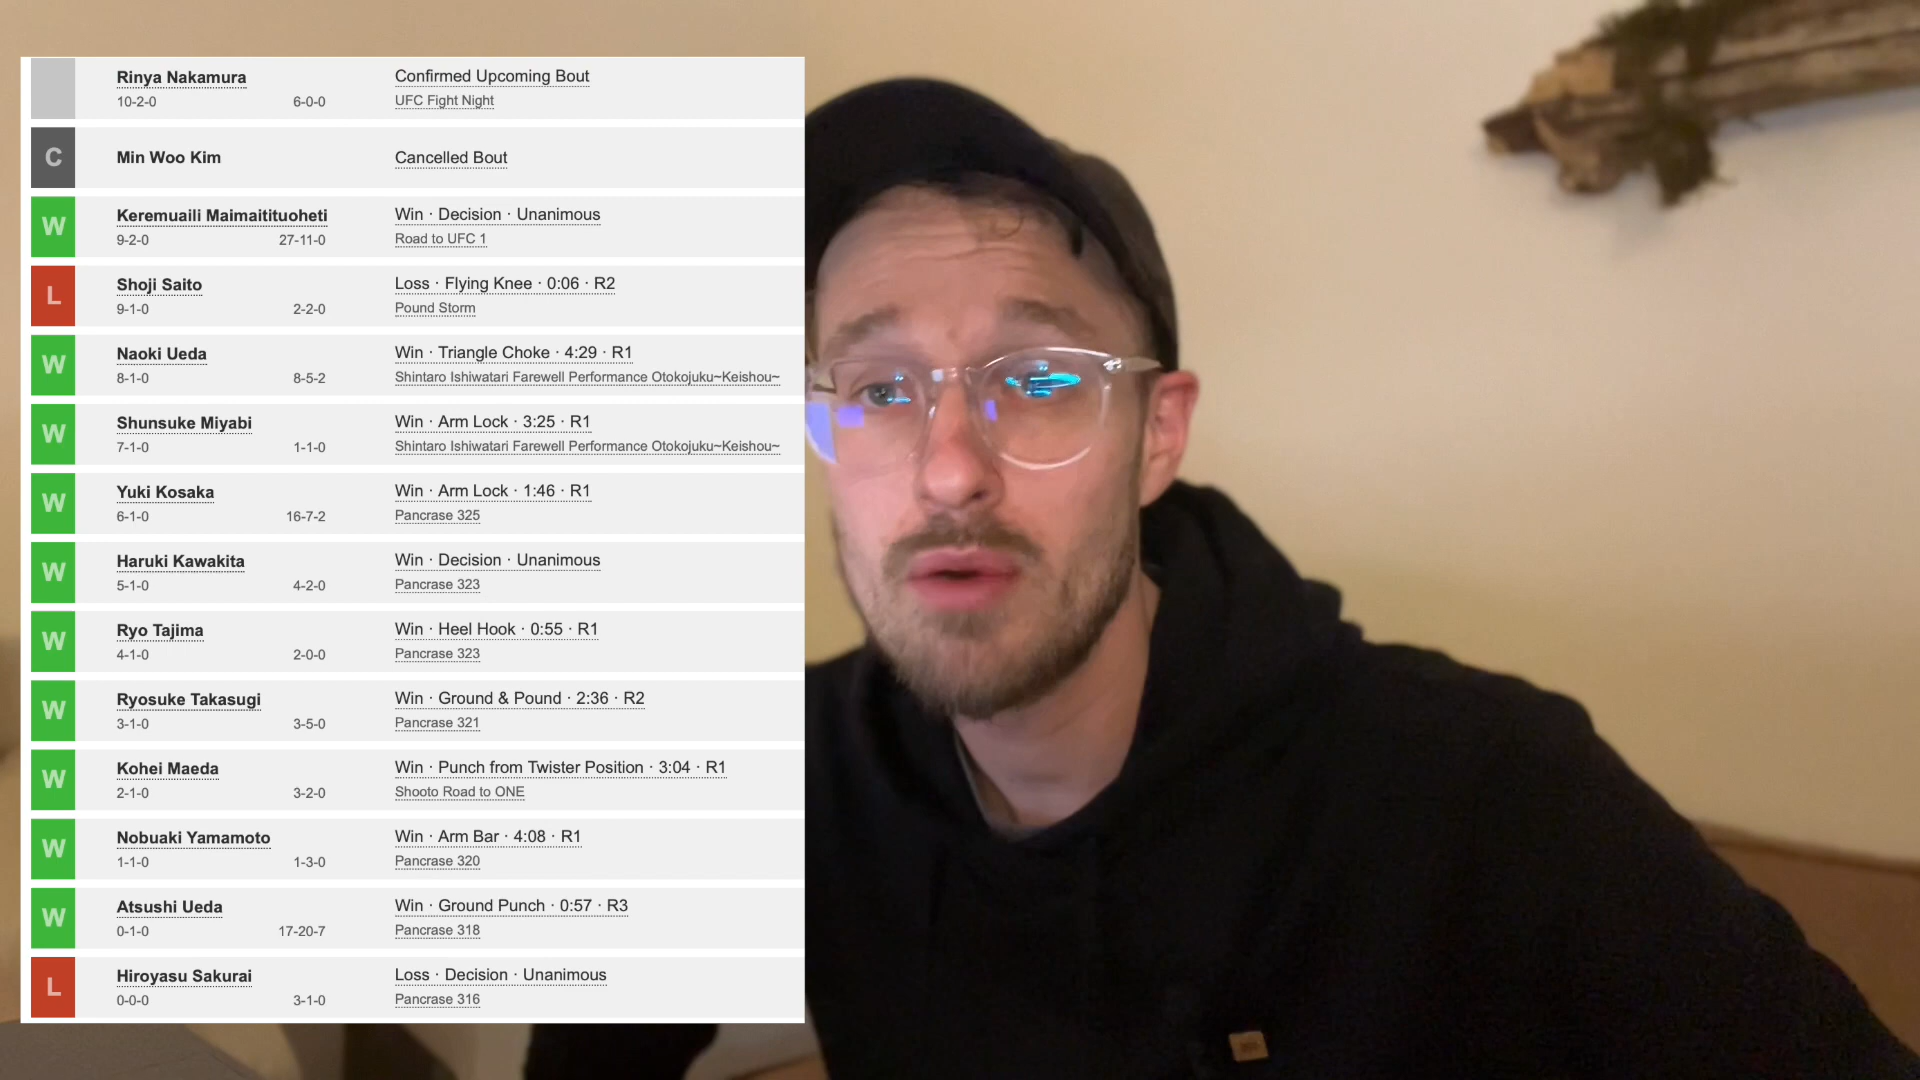 Rinya Nakamura Confirmed Upcoming Bout
10-2-0 6-0-0 UFC Fight Night
C Min Woo Kim Cancelled Bout
W Keremuaili Maimaitituoheti Win · Decision · Unanimous
9-2-0 27-11-0 Road to UFC 1
L Shoji Saito Loss · Flying Knee · 0:06 · R2
9-1-0 2-2-0 Pound Storm
W Naoki Ueda Win · Triangle Choke · 4:29 · R1
8-1-0 8-5-2 Shintaro Ishiwatari Farewell Performance Otokojuku~Keishou~
W Shunsuke Miyabi Win · Arm Lock · 3:25 · R1
7-1-0 1-1-0 Shintaro Ishiwatari Farewell Performance Otokojuku~Keishou~
W Yuki Kosaka Win · Arm Lock · 1:46 · R1
6-1-0 16-7-2 Pancrase 325
W Haruki Kawakita Win · Decision · Unanimous
5-1-0 4-2-0 Pancrase 323
W Ryo Tajima Win · Heel Hook · 0:55 · R1
4-1-0 2-0-0 Pancrase 323
W Ryosuke Takasugi Win · Ground & Pound · 2:36 · R2
3-1-0 3-5-0 Pancrase 321
W Kohei Maeda Win · Punch from Twister Position · 3:04 · R1
2-1-0 3-2-0 Shooto Road to ONE
W Nobuaki Yamamoto Win · Arm Bar · 4:08 · R1
1-1-0 1-3-0 Pancrase 320
W Atsushi Ueda Win · Ground Punch · 0:57 · R3
0-1-0 17-20-7 Pancrase 318
L Hiroyasu Sakurai Loss · Decision · Unanimous
0-0-0 3-1-0 Pancrase 316